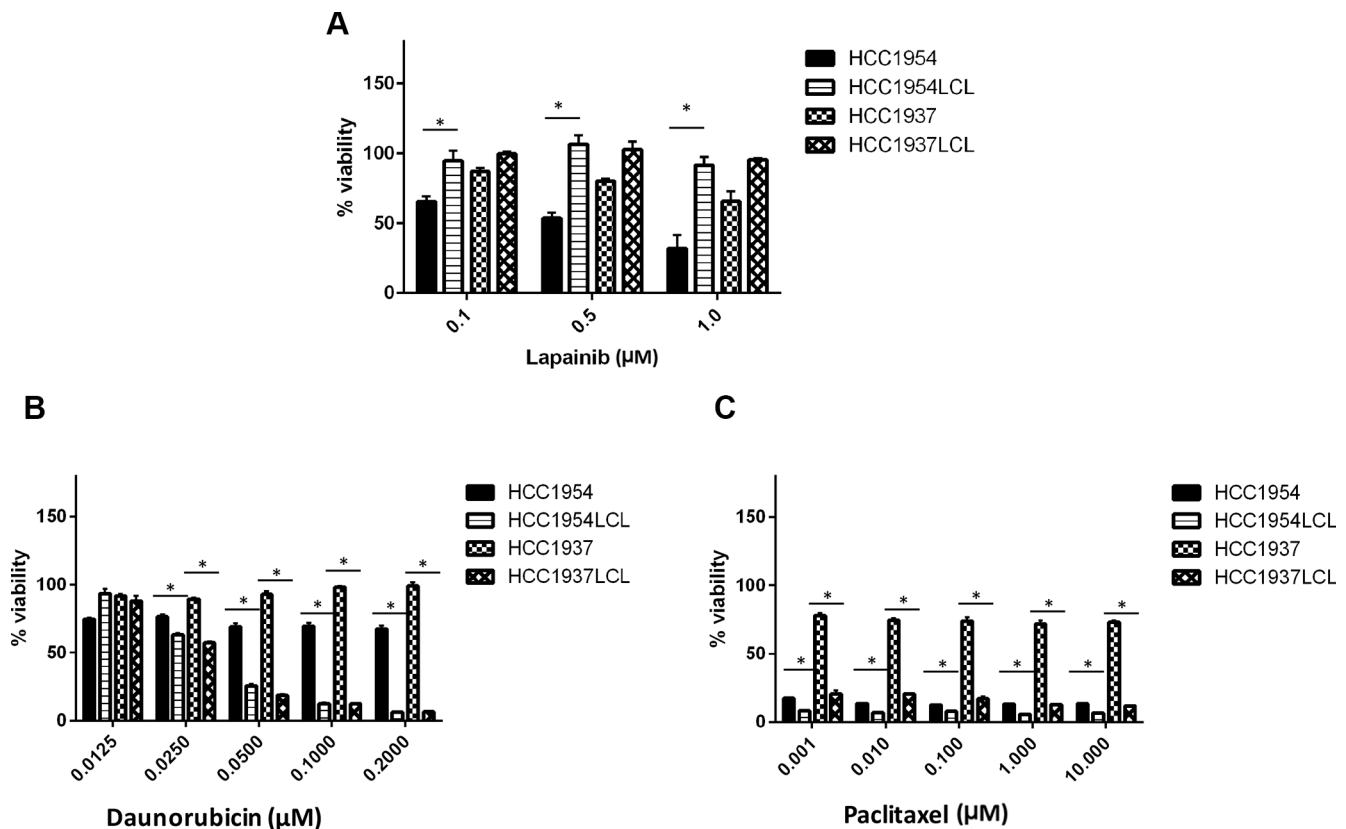 A
150
100
50
0
% viability
*
*
*
0.1
0.5
1.0
Lapainib (µM)
HCC1954
HCC1954LCL
HCC1937
HCC1937LCL
B
150
100
50
0
% viability
*
*
*
*
*
*
*
*
0.0125
0.0250
0.0500
0.1000
0.2000
Daunorubicin (µM)
HCC1954
HCC1954LCL
HCC1937
HCC1937LCL
C
150
100
50
0
% viability
*
*
*
*
*
*
*
*
*
*
0.001
0.010
0.100
1.000
10.000
Paclitaxel (µM)
HCC1954
HCC1954LCL
HCC1937
HCC1937LCL